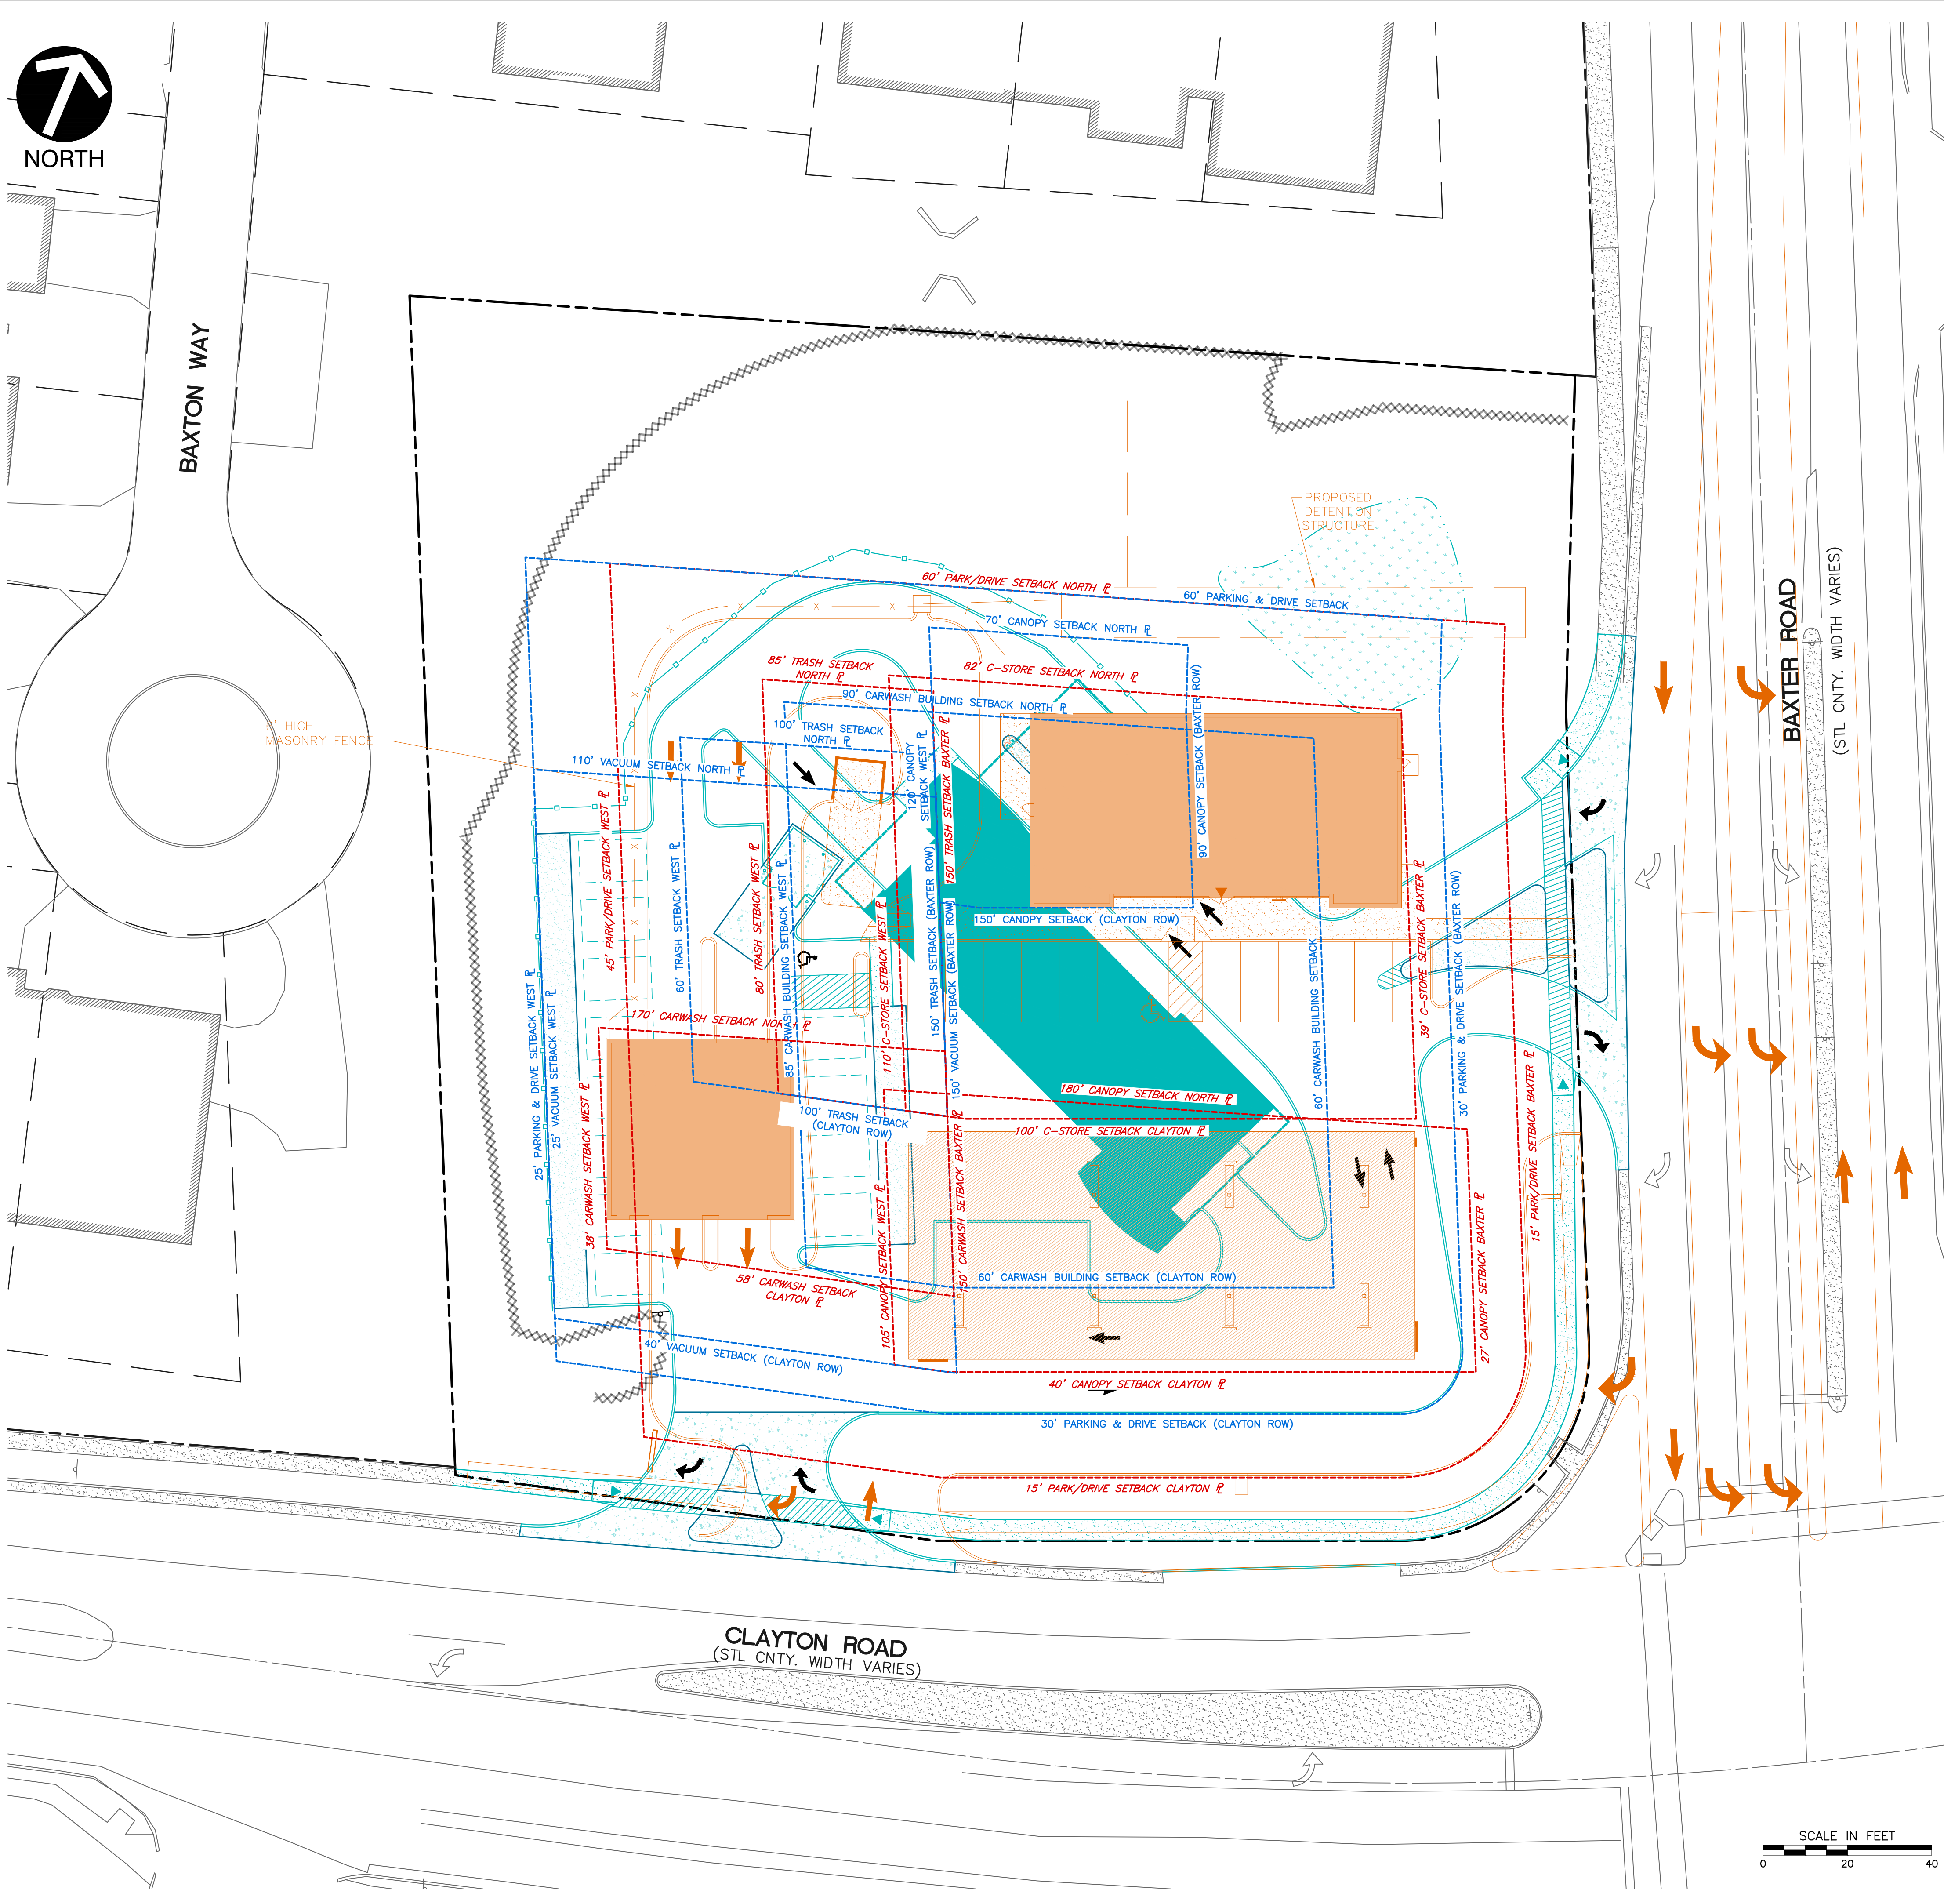 NORTH
BAXTON WAY
PROPOSED
DETENTION
STRUCTURE
BAXTER ROAD
(STL CNTY. WIDTH VARIES)
60' PARK/DRIVE SETBACK NORTH ℄
60' PARKING & DRIVE SETBACK
70' CANOPY SETBACK NORTH ℄
85' TRASH SETBACK
NORTH ℄
82' C-STORE SETBACK NORTH ℄
90' CARWASH BUILDING SETBACK NORTH ℄
100' TRASH SETBACK
NORTH ℄
6' HIGH
MASONRY FENCE
110' VACUUM SETBACK NORTH ℄
120' CANOPY
SETBACK WEST ℄
150' TRASH SETBACK BAXTER ℄
90' CANOPY SETBACK (BAXTER ROW)
45' PARK/DRIVE SETBACK WEST ℄
60' TRASH SETBACK WEST ℄
80' TRASH SETBACK WEST ℄
85' CARWASH BUILDING SETBACK WEST ℄
110' C-STORE SETBACK WEST ℄
150' TRASH SETBACK (BAXTER ROW)
150' VACUUM SETBACK (BAXTER ROW)
150' CANOPY SETBACK (CLAYTON ROW)
60' CARWASH BUILDING SETBACK
39' C-STORE SETBACK BAXTER ℄
30' PARKING & DRIVE SETBACK (BAXTER ROW)
25' PARKING & DRIVE SETBACK WEST ℄
25' VACUUM SETBACK WEST ℄
170' CARWASH SETBACK NORTH ℄
38' CARWASH SETBACK WEST ℄
100' TRASH SETBACK
(CLAYTON ROW)
180' CANOPY SETBACK NORTH ℄
100' C-STORE SETBACK CLAYTON ℄
150' CARWASH SETBACK BAXTER ℄
105' CANOPY SETBACK WEST ℄
15' PARK/DRIVE SETBACK BAXTER ℄
27' CANOPY SETBACK BAXTER ℄
58' CARWASH SETBACK
CLAYTON ℄
60' CARWASH BUILDING SETBACK (CLAYTON ROW)
40' VACUUM SETBACK (CLAYTON ROW)
40' CANOPY SETBACK CLAYTON ℄
30' PARKING & DRIVE SETBACK (CLAYTON ROW)
15' PARK/DRIVE SETBACK CLAYTON ℄
CLAYTON ROAD
(STL CNTY. WIDTH VARIES)
SCALE IN FEET
0 20 40